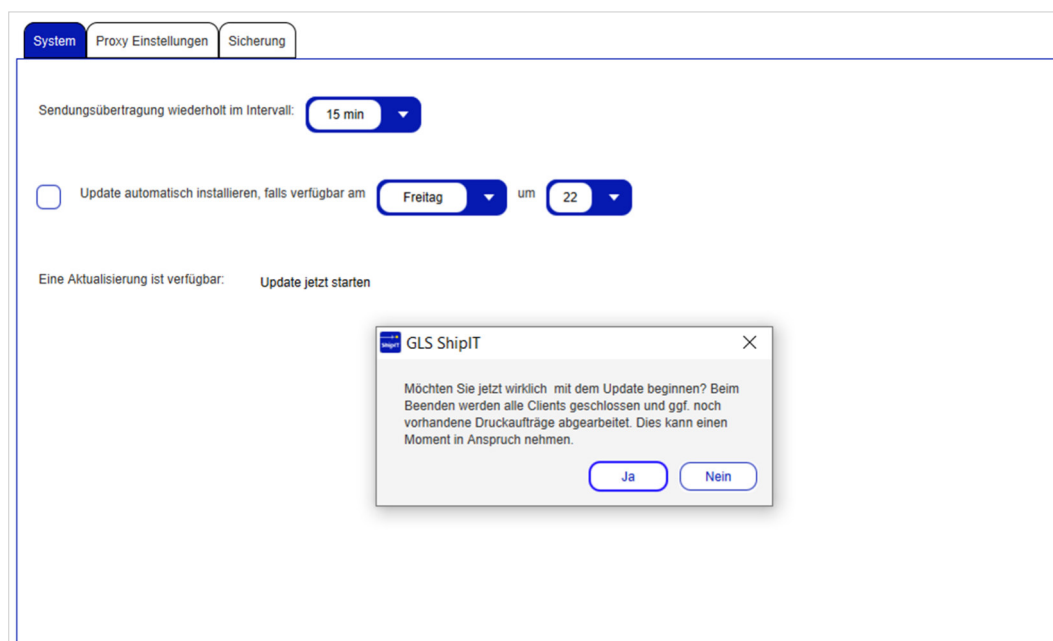 System Proxy Einstellungen Sicherung
Sendungsübertragung wiederholt im Intervall: 15 min
Update automatisch installieren, falls verfügbar am Freitag um 22
Eine Aktualisierung ist verfügbar: Update jetzt starten
ShipIT GLS ShipIT
Möchten Sie jetzt wirklich mit dem Update beginnen? Beim
Beenden werden alle Clients geschlossen und ggf. noch
vorhandene Druckaufträge abgearbeitet. Dies kann einen
Moment in Anspruch nehmen.
Ja Nein